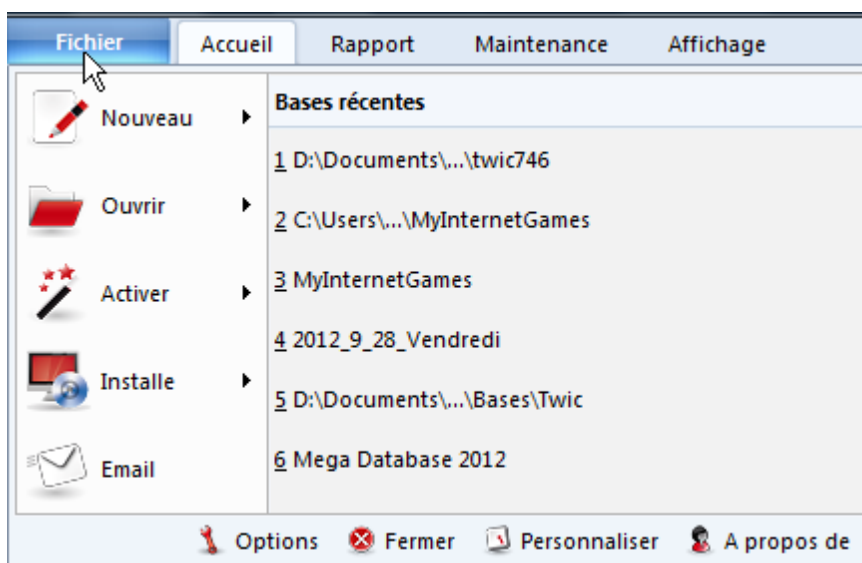 Fichier Accueil Rapport Maintenance Affichage
Nouveau
Ouvrir
Activer
Installe
Email
Bases récentes
1 D:\Documents\...\twic746
2 C:\Users\...\MyInternetGames
3 MyInternetGames
4 2012_9_28_Vendredi
5 D:\Documents\...\Bases\Twic
6 Mega Database 2012
Options Fermer Personnaliser A propos de